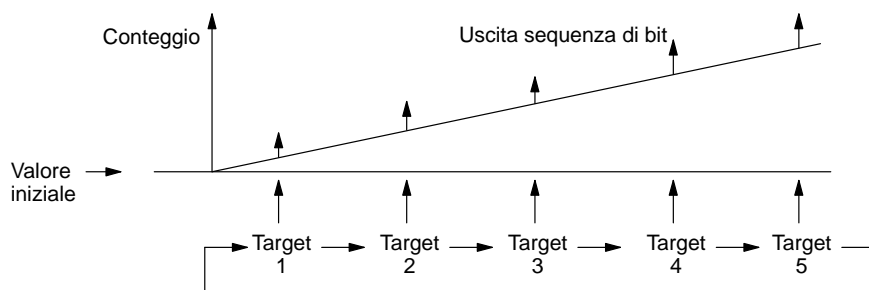 Conteggio
Uscita sequenza di bit
Valore
iniziale
Target
1
Target
2
Target
3
Target
4
Target
5